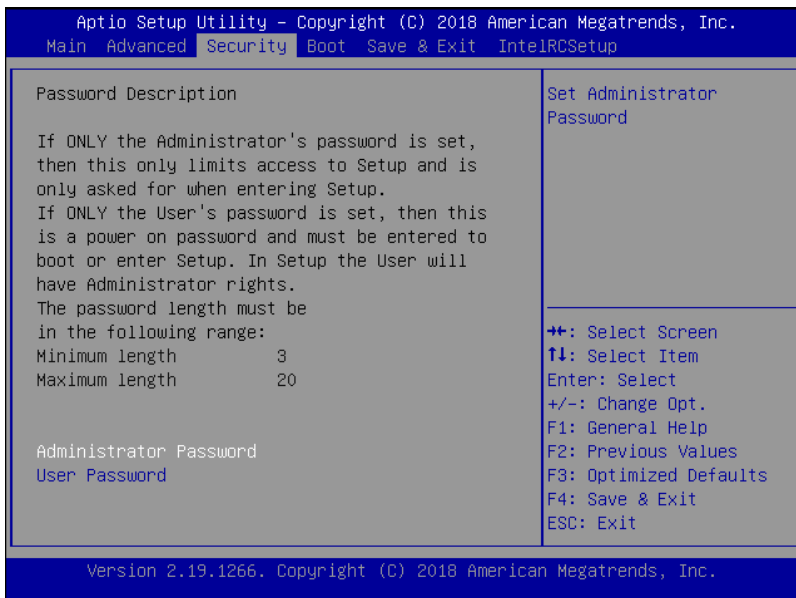 Aptio Setup Utility – Copyright (C) 2018 American Megatrends, Inc.
Main Advanced Security Boot Save & Exit IntelRCSetup
Password Description
If ONLY the Administrator's password is set,
then this only limits access to Setup and is
only asked for when entering Setup.
If ONLY the User's password is set, then this
is a power on password and must be entered to
boot or enter Setup. In Setup the User will
have Administrator rights.
The password length must be
in the following range:
Minimum length 3
Maximum length 20
Administrator Password
User Password
Set Administrator
Password
→←: Select Screen
↑↓: Select Item
Enter: Select
+/-: Change Opt.
F1: General Help
F2: Previous Values
F3: Optimized Defaults
F4: Save & Exit
ESC: Exit
Version 2.19.1266. Copyright (C) 2018 American Megatrends, Inc.